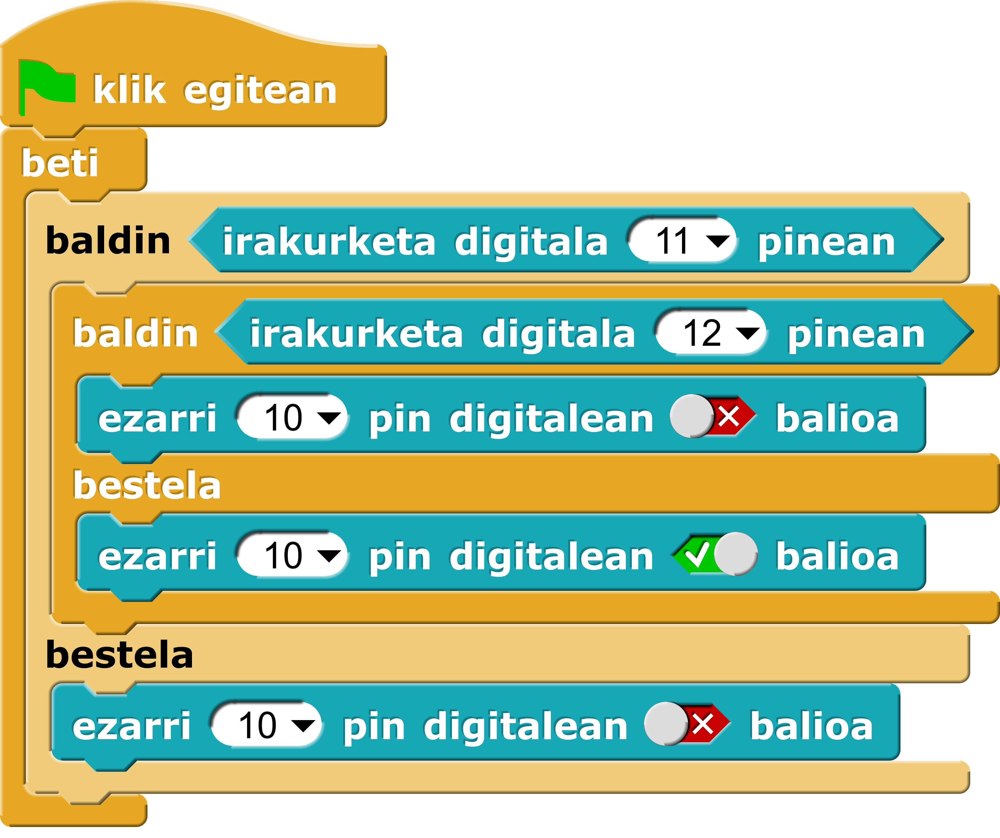 klik egitean
beti
baldin irakurketa digitala 11 pinean
baldin irakurketa digitala 12 pinean
ezarri 10 pin digitalean balioa
bestela
ezarri 10 pin digitalean balioa
bestela
ezarri 10 pin digitalean balioa